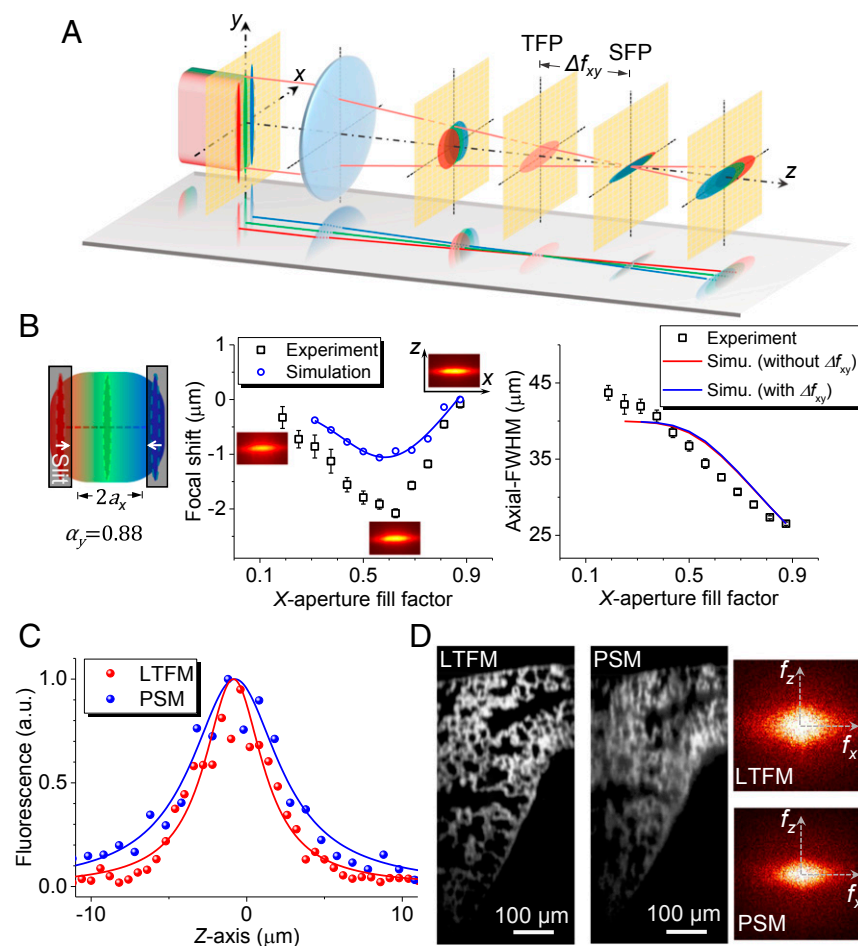 A
y
x
TFP
SFP
Δf_xy
z
B
Slit
2a_x
α_y=0.88
Experiment
Simulation
z
x
Focal shift (μm)
0
-1
-2
0.1
0.5
0.9
X-aperture fill factor
Experiment
Simu. (without Δf_xy)
Simu. (with Δf_xy)
Axial-FWHM (μm)
45
35
25
0.1
0.5
0.9
X-aperture fill factor
C
LTFM
PSM
Fluorescence (a.u.)
1.0
0.5
0.0
-10
0
10
Z-axis (μm)
D
LTFM
100 μm
PSM
100 μm
f_z
f_x
LTFM
f_z
f_x
PSM